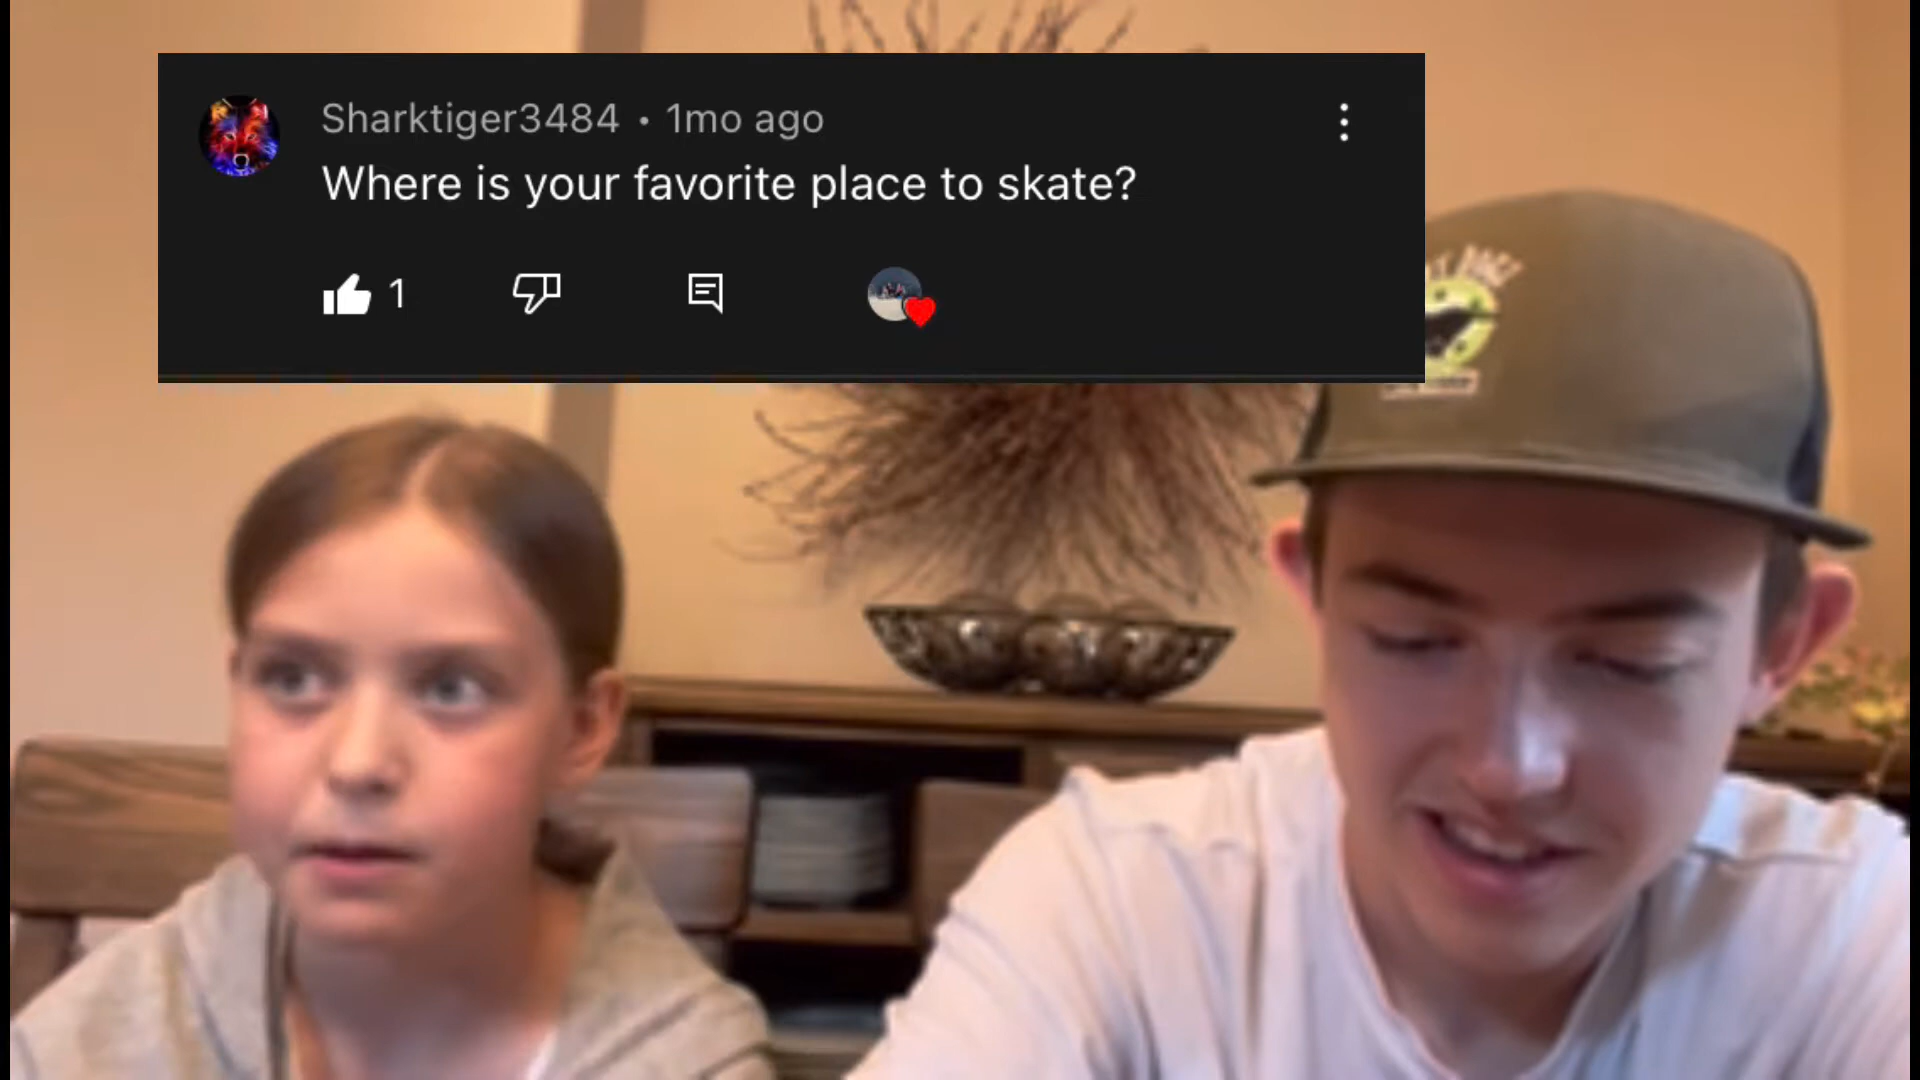 Sharktiger3484 • 1mo ago
Where is your favorite place to skate?
1